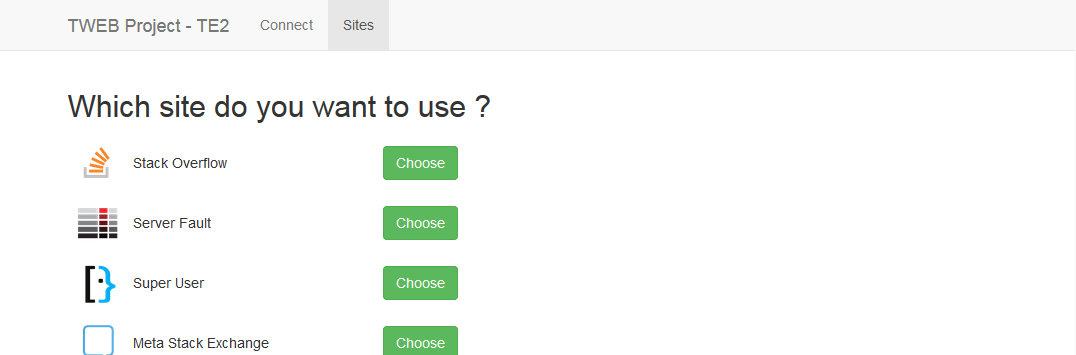 TWEB Project - TE2 Connect Sites
Which site do you want to use ?
Stack Overflow Choose
Server Fault Choose
Super User Choose
Meta Stack Exchange Choose